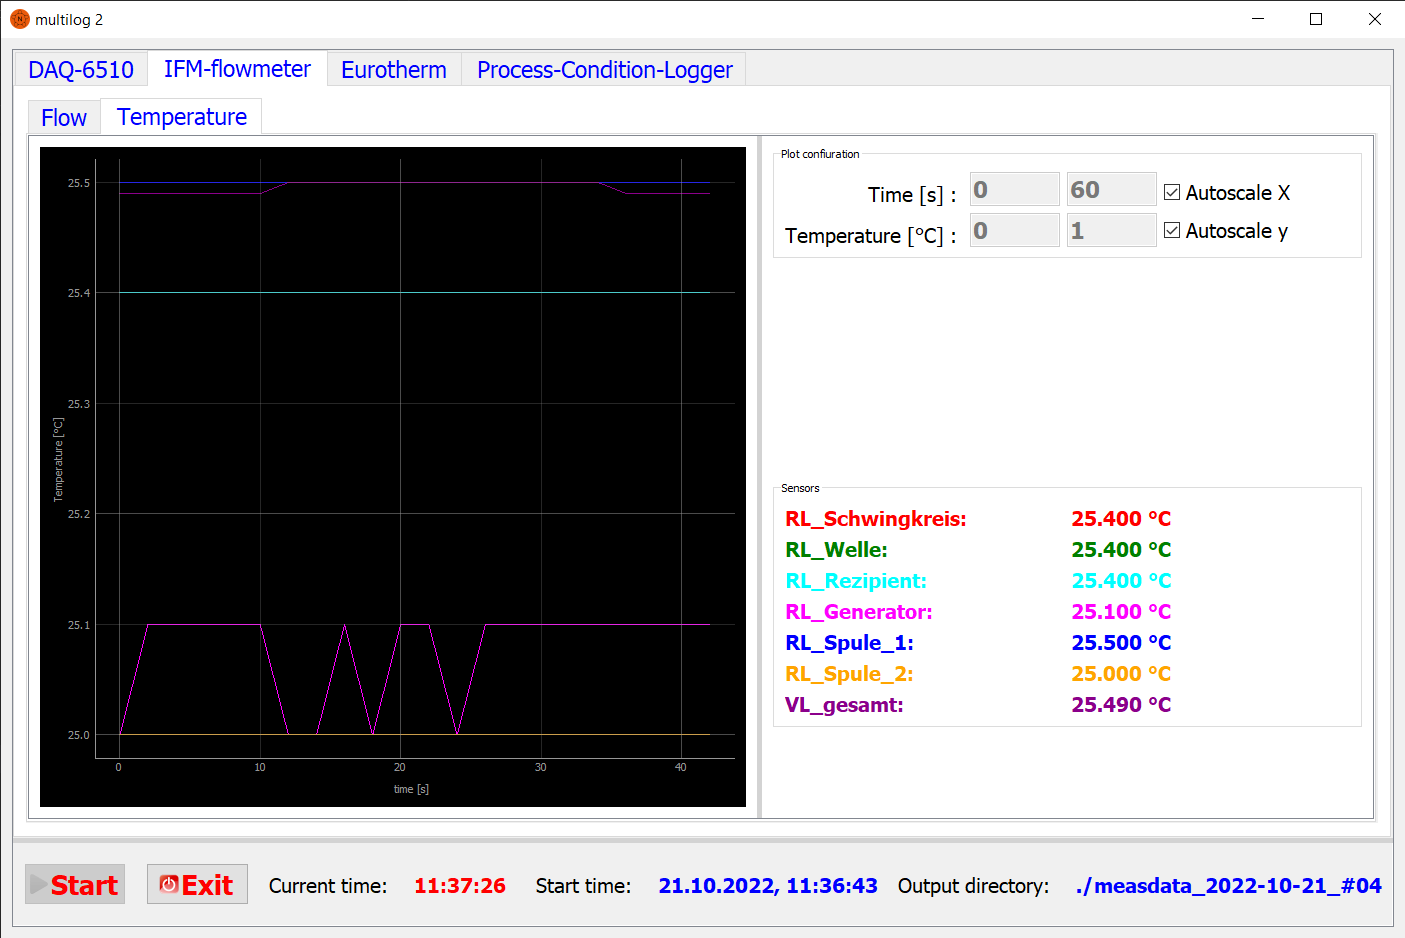 multilog 2
DAQ-6510 IFM-flowmeter Eurotherm Process-Condition-Logger
Flow Temperature
25.5
25.4
25.3
25.2
25.1
25.0
Temperature [°C]
0 10 20 30 40
time [s]
Plot confiuration
Time [s] : 0 60 Autoscale X
Temperature [°C] : 0 1 Autoscale y
Sensors
RL_Schwingkreis: 25.400 °C
RL_Welle: 25.400 °C
RL_Rezipient: 25.400 °C
RL_Generator: 25.100 °C
RL_Spule_1: 25.500 °C
RL_Spule_2: 25.000 °C
VL_gesamt: 25.490 °C
Start Exit Current time: 11:37:26 Start time: 21.10.2022, 11:36:43 Output directory: ./measdata_2022-10-21_#04